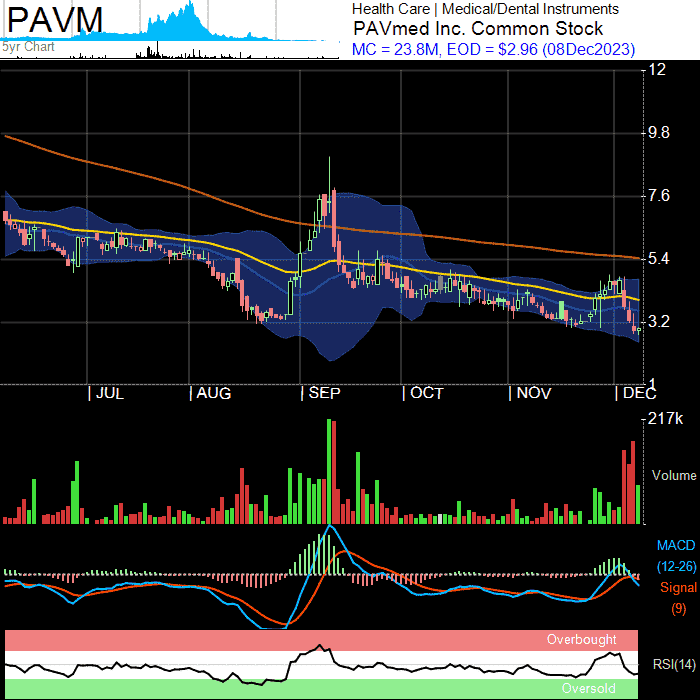 PAVM
5yr Chart
Health Care | Medical/Dental Instruments
PAVmed Inc. Common Stock
MC = 23.8M, EOD = $2.96 (08Dec2023)
12
9.8
7.6
5.4
3.2
1
| JUL
| AUG
| SEP
| OCT
| NOV
| DEC
217k
Volume
MACD
(12-26)
Signal
(9)
Overbought
RSI(14)
Oversold